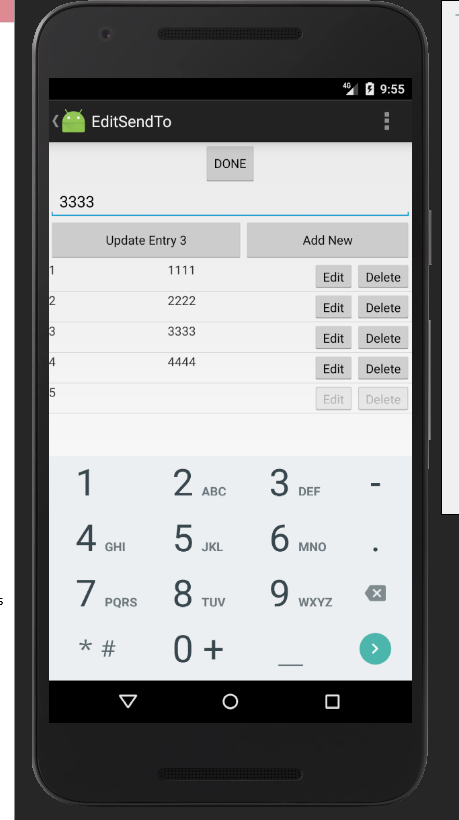 4G 9:55
EditSendTo
DONE
3333
Update Entry 3 Add New
1 1111 Edit Delete
2 2222 Edit Delete
3 3333 Edit Delete
4 4444 Edit Delete
5 Edit Delete
1 2 ABC 3 DEF -
4 GHI 5 JKL 6 MNO .
7 PQRS 8 TUV 9 WXYZ
* # 0 + _
s